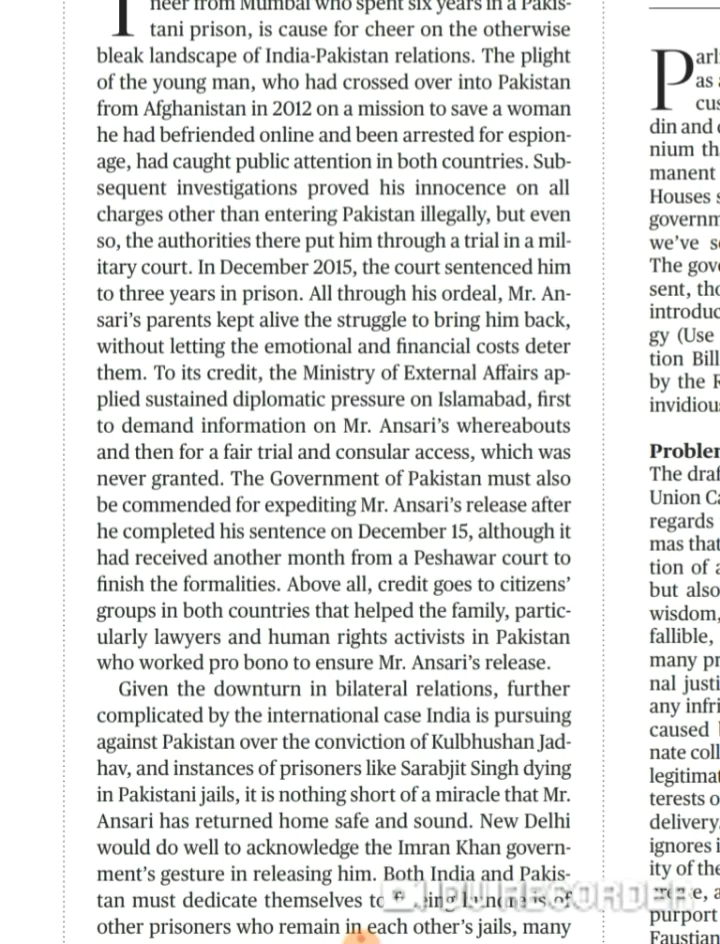 neer from Mumbai who spent six years in a Pakis-
tani prison, is cause for cheer on the otherwise
bleak landscape of India-Pakistan relations. The plight
of the young man, who had crossed over into Pakistan
from Afghanistan in 2012 on a mission to save a woman
he had befriended online and been arrested for espion-
age, had caught public attention in both countries. Sub-
sequent investigations proved his innocence on all
charges other than entering Pakistan illegally, but even
so, the authorities there put him through a trial in a mil-
itary court. In December 2015, the court sentenced him
to three years in prison. All through his ordeal, Mr. An-
sari's parents kept alive the struggle to bring him back,
without letting the emotional and financial costs deter
them. To its credit, the Ministry of External Affairs ap-
plied sustained diplomatic pressure on Islamabad, first
to demand information on Mr. Ansari's whereabouts
and then for a fair trial and consular access, which was
never granted. The Government of Pakistan must also
be commended for expediting Mr. Ansari's release after
he completed his sentence on December 15, although it
had received another month from a Peshawar court to
finish the formalities. Above all, credit goes to citizens'
groups in both countries that helped the family, partic-
ularly lawyers and human rights activists in Pakistan
who worked pro bono to ensure Mr. Ansari's release.
Given the downturn in bilateral relations, further
complicated by the international case India is pursuing
against Pakistan over the conviction of Kulbhushan Jad-
hav, and instances of prisoners like Sarabjit Singh dying
in Pakistani jails, it is nothing short of a miracle that Mr.
Ansari has returned home safe and sound. New Delhi
would do well to acknowledge the Imran Khan govern-
ment's gesture in releasing him. Both India and Pakis-
tan must dedicate themselves to of
other prisoners who remain in each other's jails, many
Parl
as a
cus
din and
nium th
manent
Houses s
governm
we've s
The gov
sent, tho
introduc
gy (Use
tion Bill
by the R
invidiou
Problem
The draf
Union Ca
regards
mas that
tion of a
but also
wisdom,
fallible,
many pr
nal justi
any infri
caused
nate coll
legitimat
terests o
delivery.
ignores i
ity of the
purport
Faustian
RECORDER